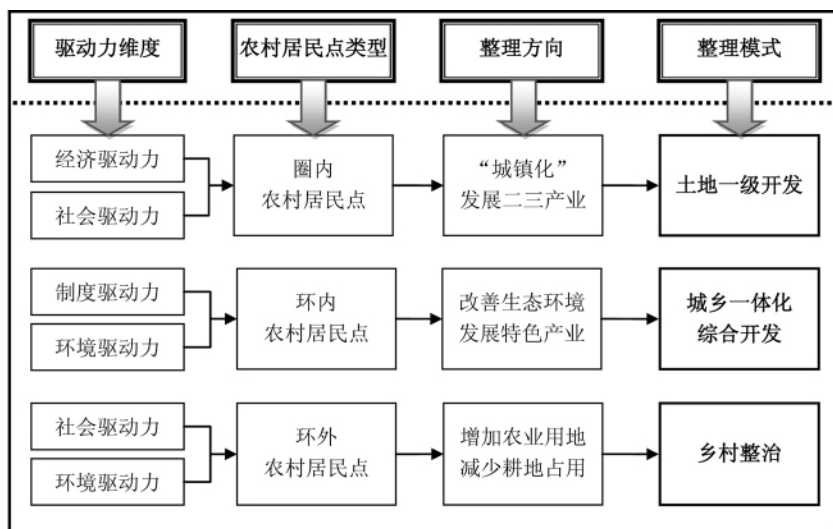 驱动力维度
农村居民点类型
整理方向
整理模式
经济驱动力
社会驱动力
圈内
农村居民点
“城镇化”
发展二三产业
土地一级开发
制度驱动力
环境驱动力
环内
农村居民点
改善生态环境
发展特色产业
城乡一体化
综合开发
社会驱动力
环境驱动力
环外
农村居民点
增加农业用地
减少耕地占用
乡村整治